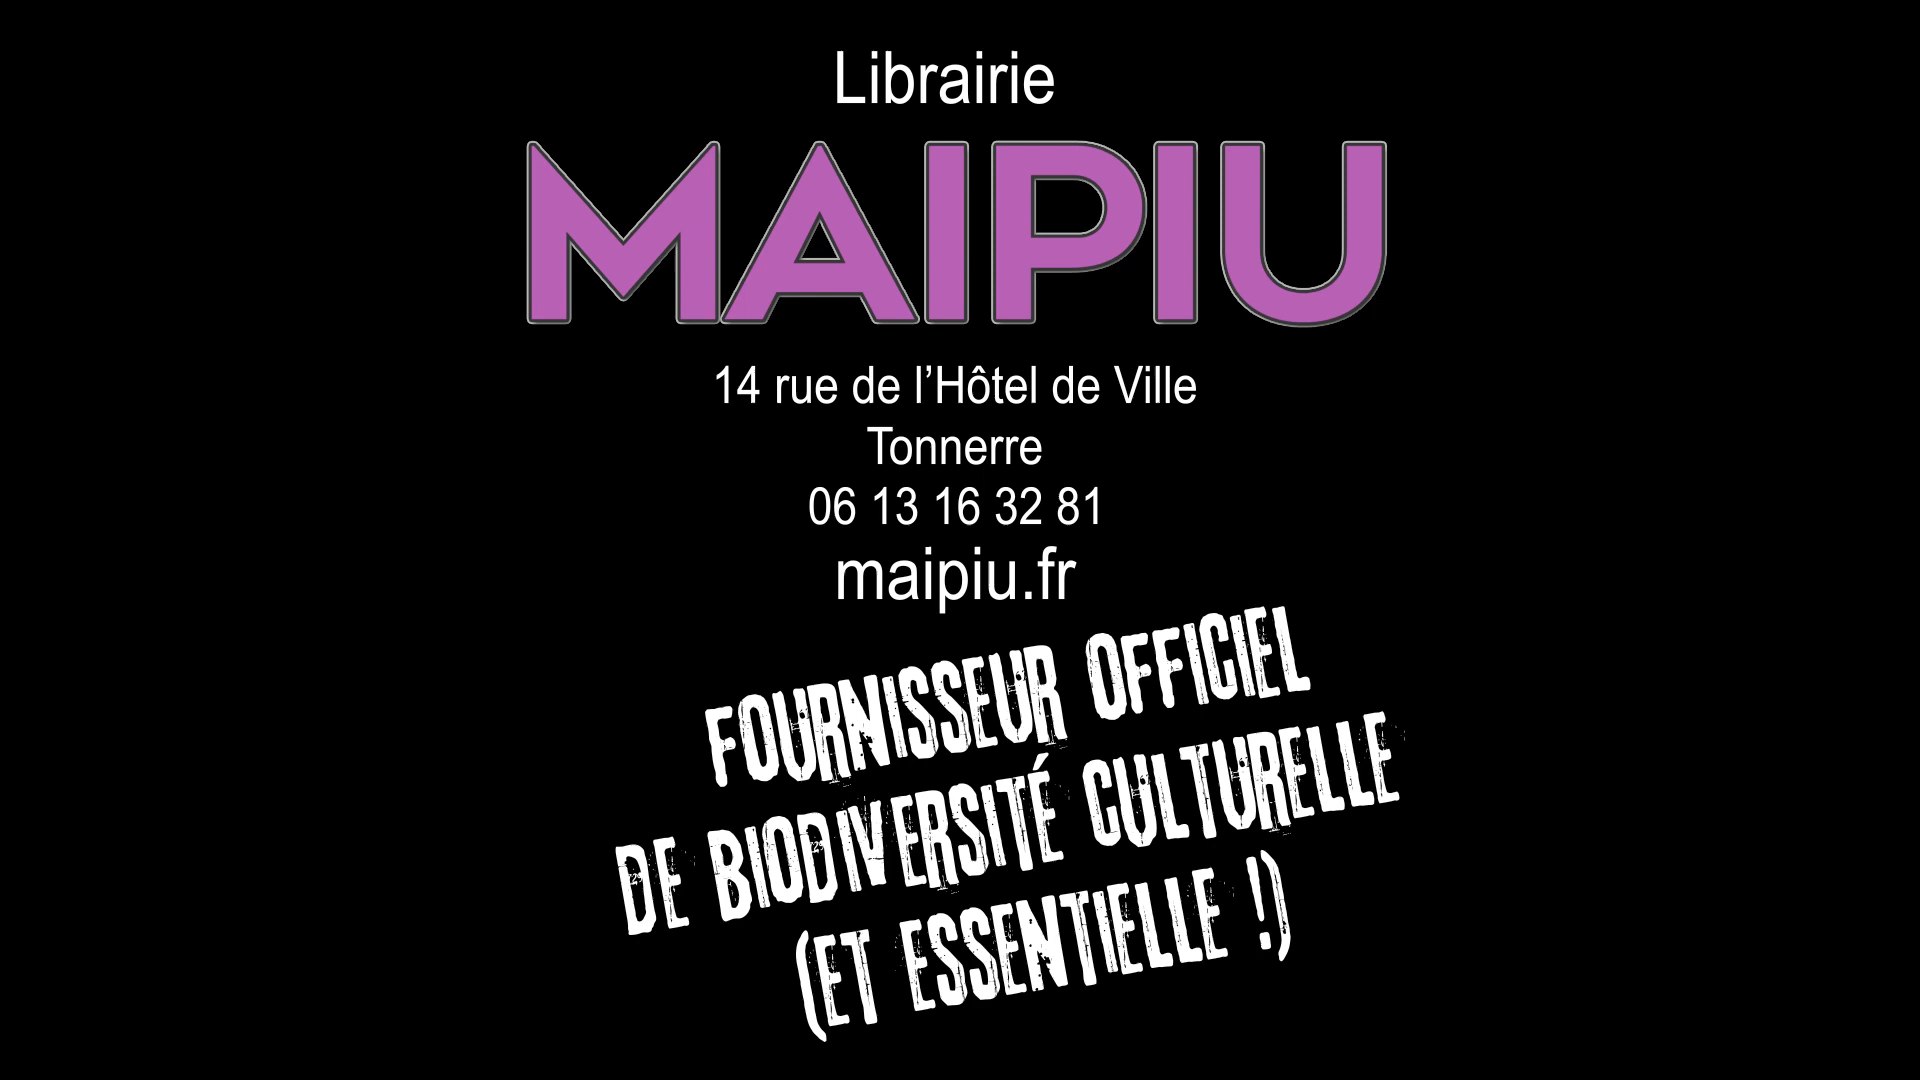 Librairie
MAIPIU
14 rue de l’Hôtel de Ville
Tonnerre
06 13 16 32 81
maipiu.fr
FOURNISSEUR OFFICIEL
DE BIODIVERSITÉ CULTURELLE
(ET ESSENTIELLE !)